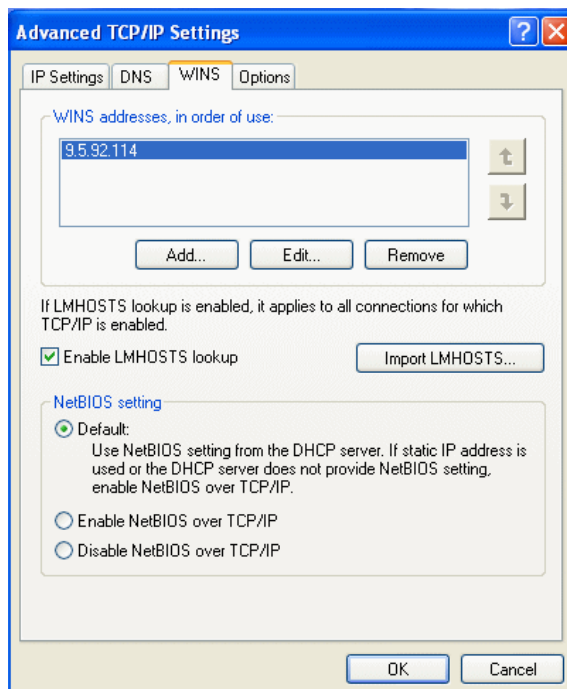 Advanced TCP/IP Settings
IP Settings DNS WINS Options
WINS addresses, in order of use:
9.5.92.114
Add... Edit... Remove
If LMHOSTS lookup is enabled, it applies to all connections for which
TCP/IP is enabled.
Enable LMHOSTS lookup Import LMHOSTS...
NetBIOS setting
Default:
Use NetBIOS setting from the DHCP server. If static IP address is
used or the DHCP server does not provide NetBIOS setting,
enable NetBIOS over TCP/IP.
Enable NetBIOS over TCP/IP
Disable NetBIOS over TCP/IP
OK Cancel